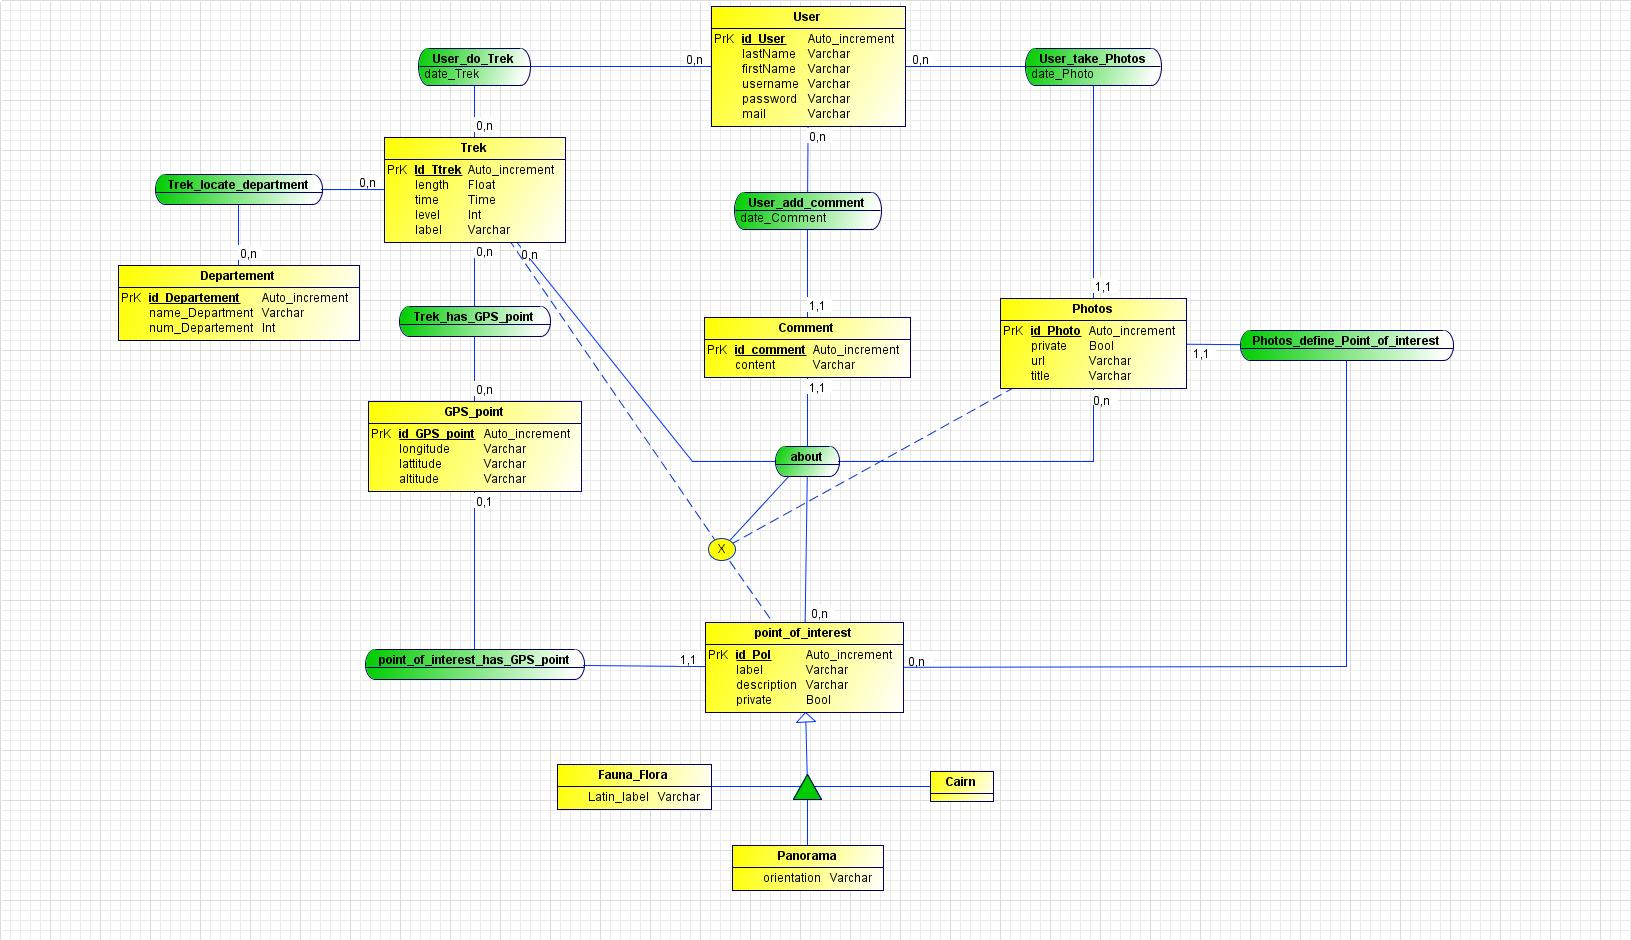 User
PrK id_User Auto_increment
lastName Varchar
firstName Varchar
username Varchar
password Varchar
mail Varchar
User_do_Trek
date_Trek
0,n
0,n
User_take_Photos
date_Photo
0,n
0,n
Trek
PrK Id_Ttrek Auto_increment
length Float
time Time
level Int
label Varchar
Trek_locate_department
0,n
User_add_comment
date_Comment
0,n
Departement
PrK id_Departement Auto_increment
name_Department Varchar
num_Departement Int
0,n
0,n
Trek_has_GPS_point
1,1
Comment
PrK id_comment Auto_increment
content Varchar
1,1
1,1
Photos
PrK id_Photo Auto_increment
private Bool
url Varchar
title Varchar
1,1
Photos_define_Point_of_interest
0,n
0,n
GPS_point
PrK id_GPS_point Auto_increment
longitude Varchar
lattitude Varchar
altitude Varchar
0,1
about
X
0,n
point_of_interest
PrK id_PoI Auto_increment
label Varchar
description Varchar
private Bool
point_of_interest_has_GPS_point
1,1
0,n
Fauna_Flora
Latin_label Varchar
Cairn
Panorama
orientation Varchar